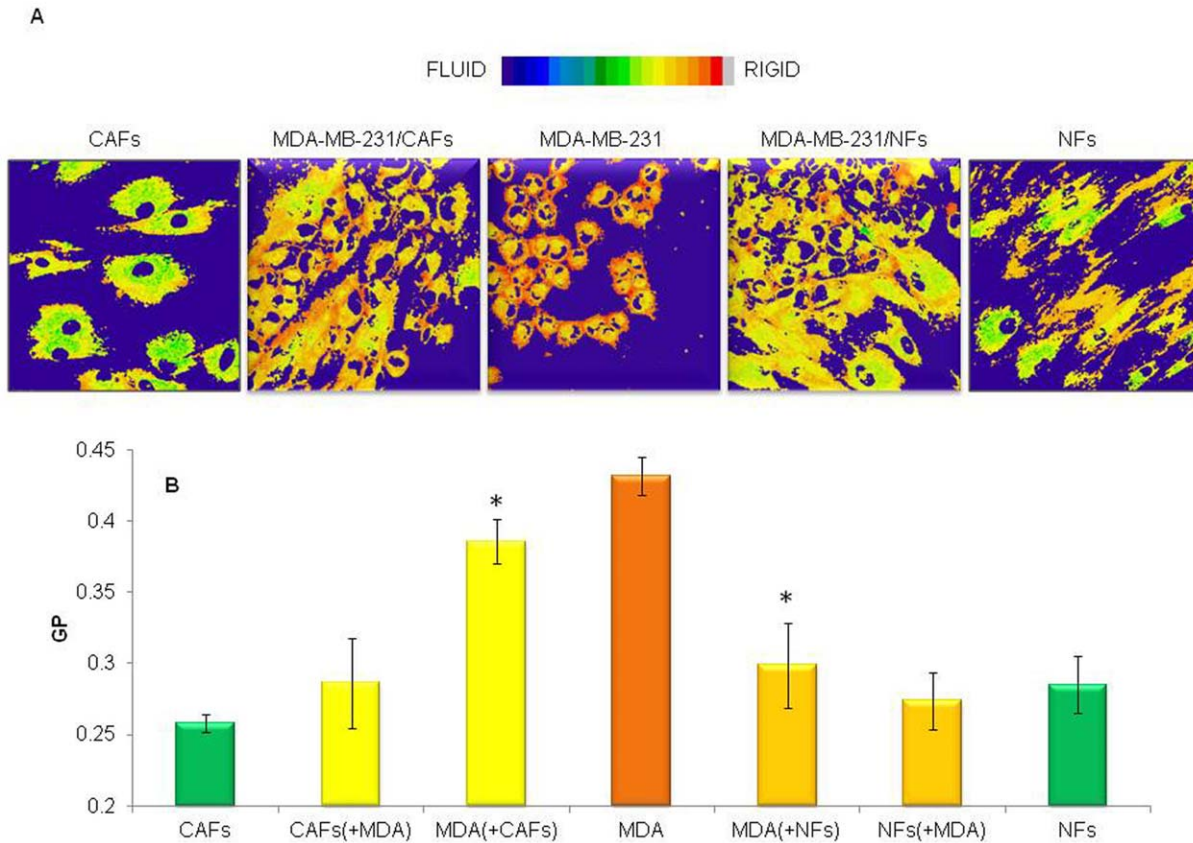 A
FLUID RIGID
CAFs MDA-MB-231/CAFs MDA-MB-231 MDA-MB-231/NFs NFs
B
GP
0.45
0.4
0.35
0.3
0.25
0.2
*
*
CAFs CAFs(+MDA) MDA(+CAFs) MDA MDA(+NFs) NFs(+MDA) NFs